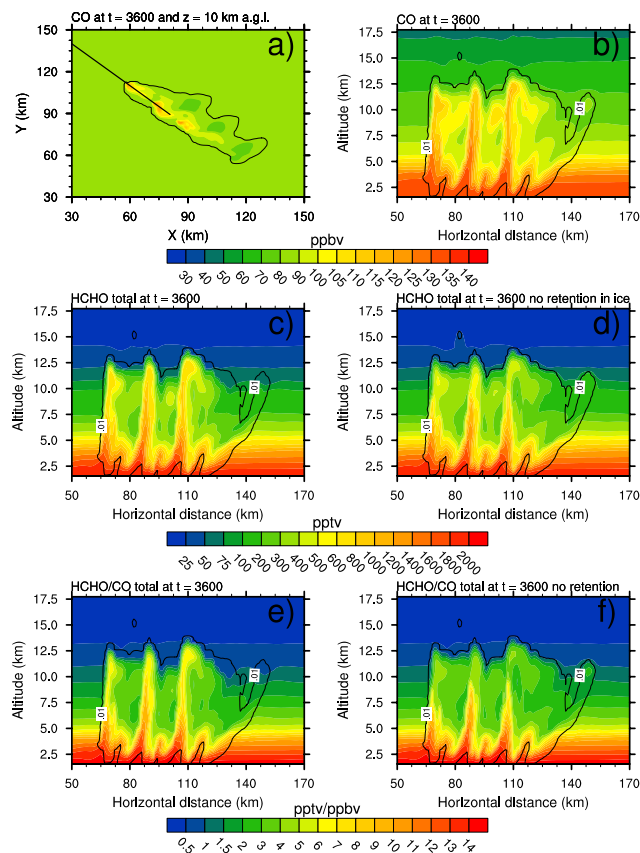 CO at t = 3600 and z = 10 km a.g.l.
a)
150
120
90
60
30
Y (km)
30 60 90 120 150
X (km)
CO at t = 3600
b)
17.5
15.0
12.5
10.0
7.5
5.0
2.5
Altitude (km)
.01
.01
50 80 110 140 170
Horizontal distance (km)
ppbv
30 40 50 60 70 80 90 100 105 110 115 120 125 130 135 140
HCHO total at t = 3600
c)
17.5
15.0
12.5
10.0
7.5
5.0
2.5
Altitude (km)
.01
.01
50 80 110 140 170
Horizontal distance (km)
HCHO total at t = 3600 no retention in ice
d)
17.5
15.0
12.5
10.0
7.5
5.0
2.5
Altitude (km)
.01
.01
50 80 110 140 170
Horizontal distance (km)
pptv
25 50 75 100 200 300 400 500 600 800 1000 1200 1400 1600 1800 2000
HCHO/CO total at t = 3600
e)
17.5
15.0
12.5
10.0
7.5
5.0
2.5
Altitude (km)
.01
.01
50 80 110 140 170
Horizontal distance (km)
HCHO/CO total at t = 3600 no retention
f)
17.5
15.0
12.5
10.0
7.5
5.0
2.5
Altitude (km)
.01
.01
50 80 110 140 170
Horizontal distance (km)
pptv/ppbv
0.5 1 1.5 2 3 4 5 6 7 8 9 10 11 12 13 14